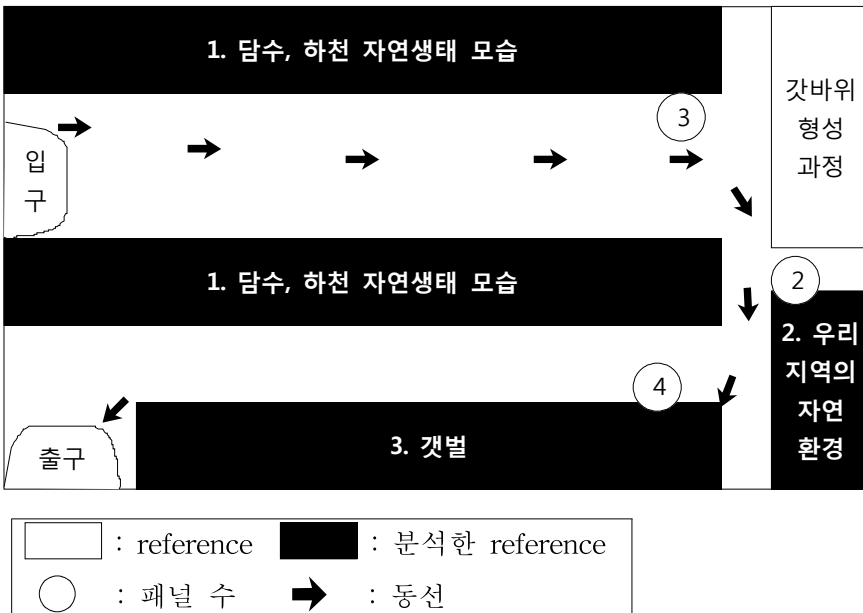 1. 담수, 하천 자연생태 모습
갓바위
형성
과정
3
입
구
1. 담수, 하천 자연생태 모습
2
2. 우리
지역의
자연
환경
4
출구
3. 갯벌
: reference
: 분석한 reference
: 패널 수
: 동선